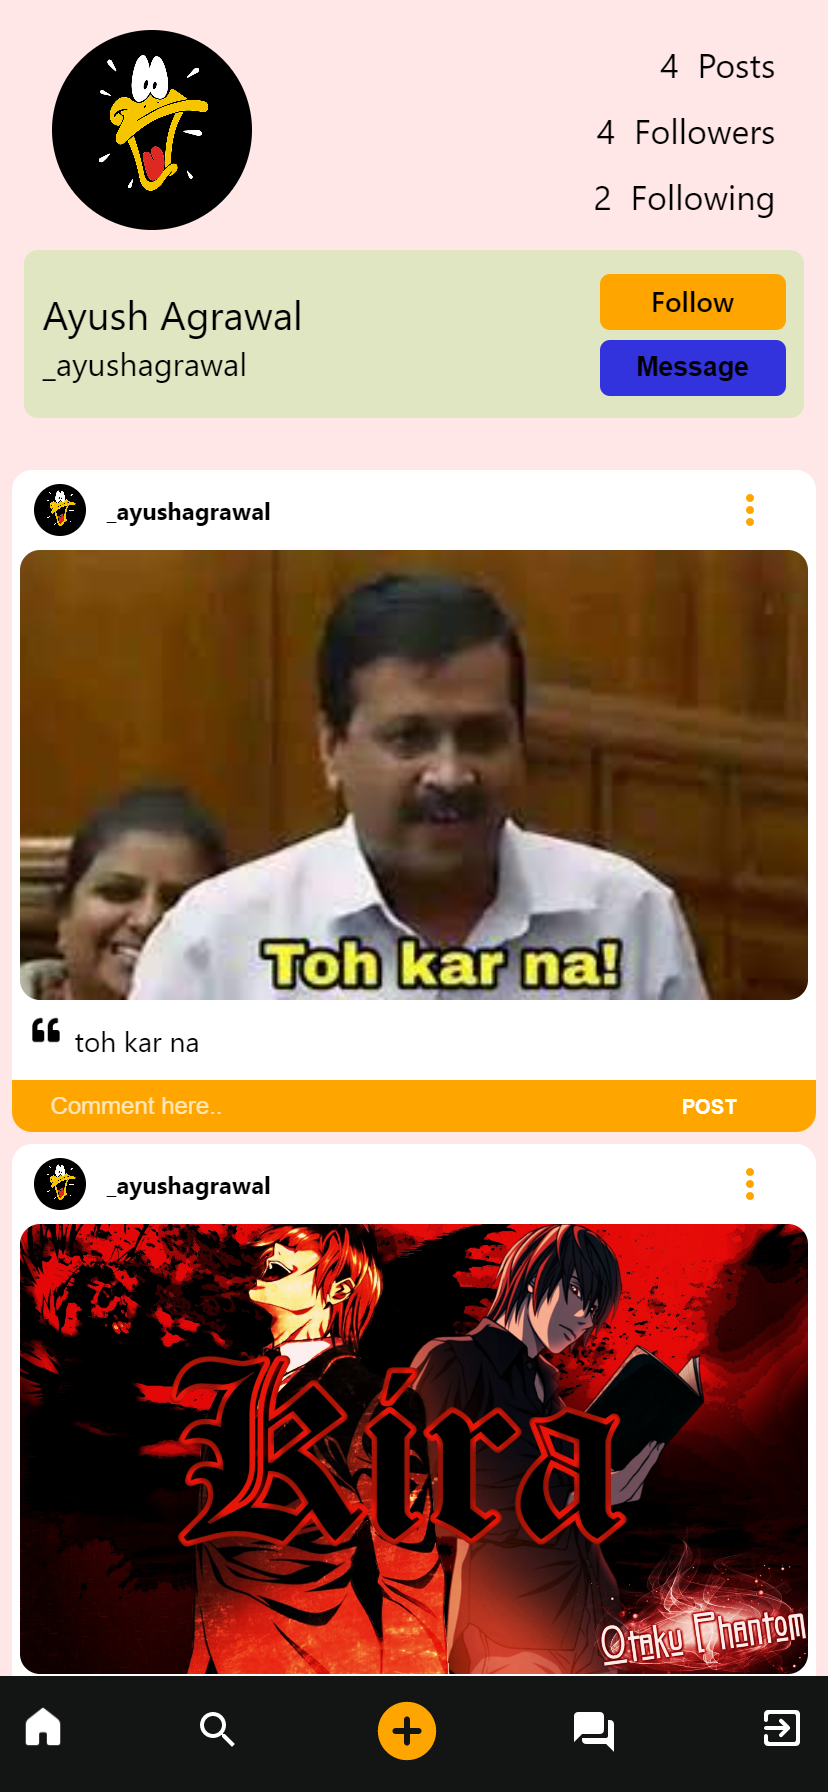 4 Posts
4 Followers
2 Following
Ayush Agrawal
_ayushagrawal
Follow
Message
_ayushagrawal
Toh kar na!
toh kar na
Comment here..
POST
_ayushagrawal
Kira
Otaku Phantom